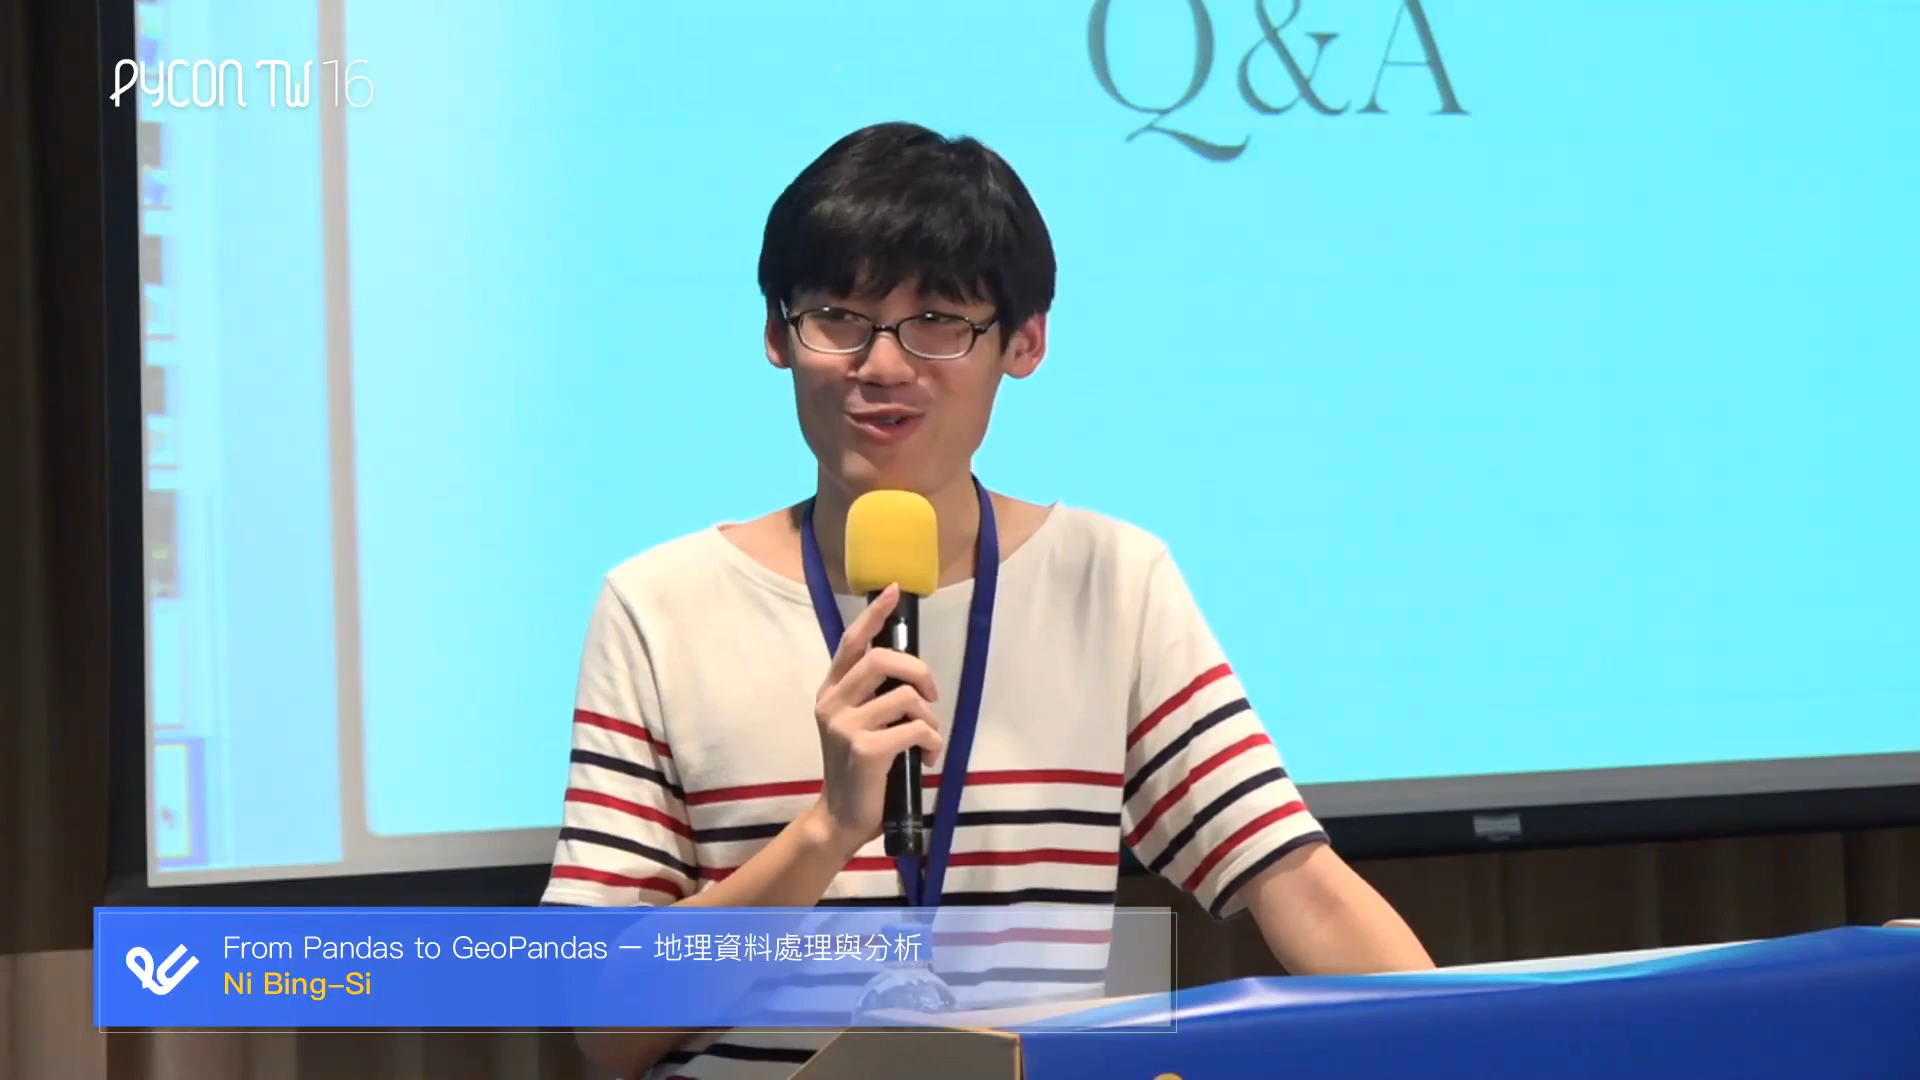 Q&A
PYCON TW 16
From Pandas to GeoPandas — 地理資料處理與分析
Ni Bing-Si